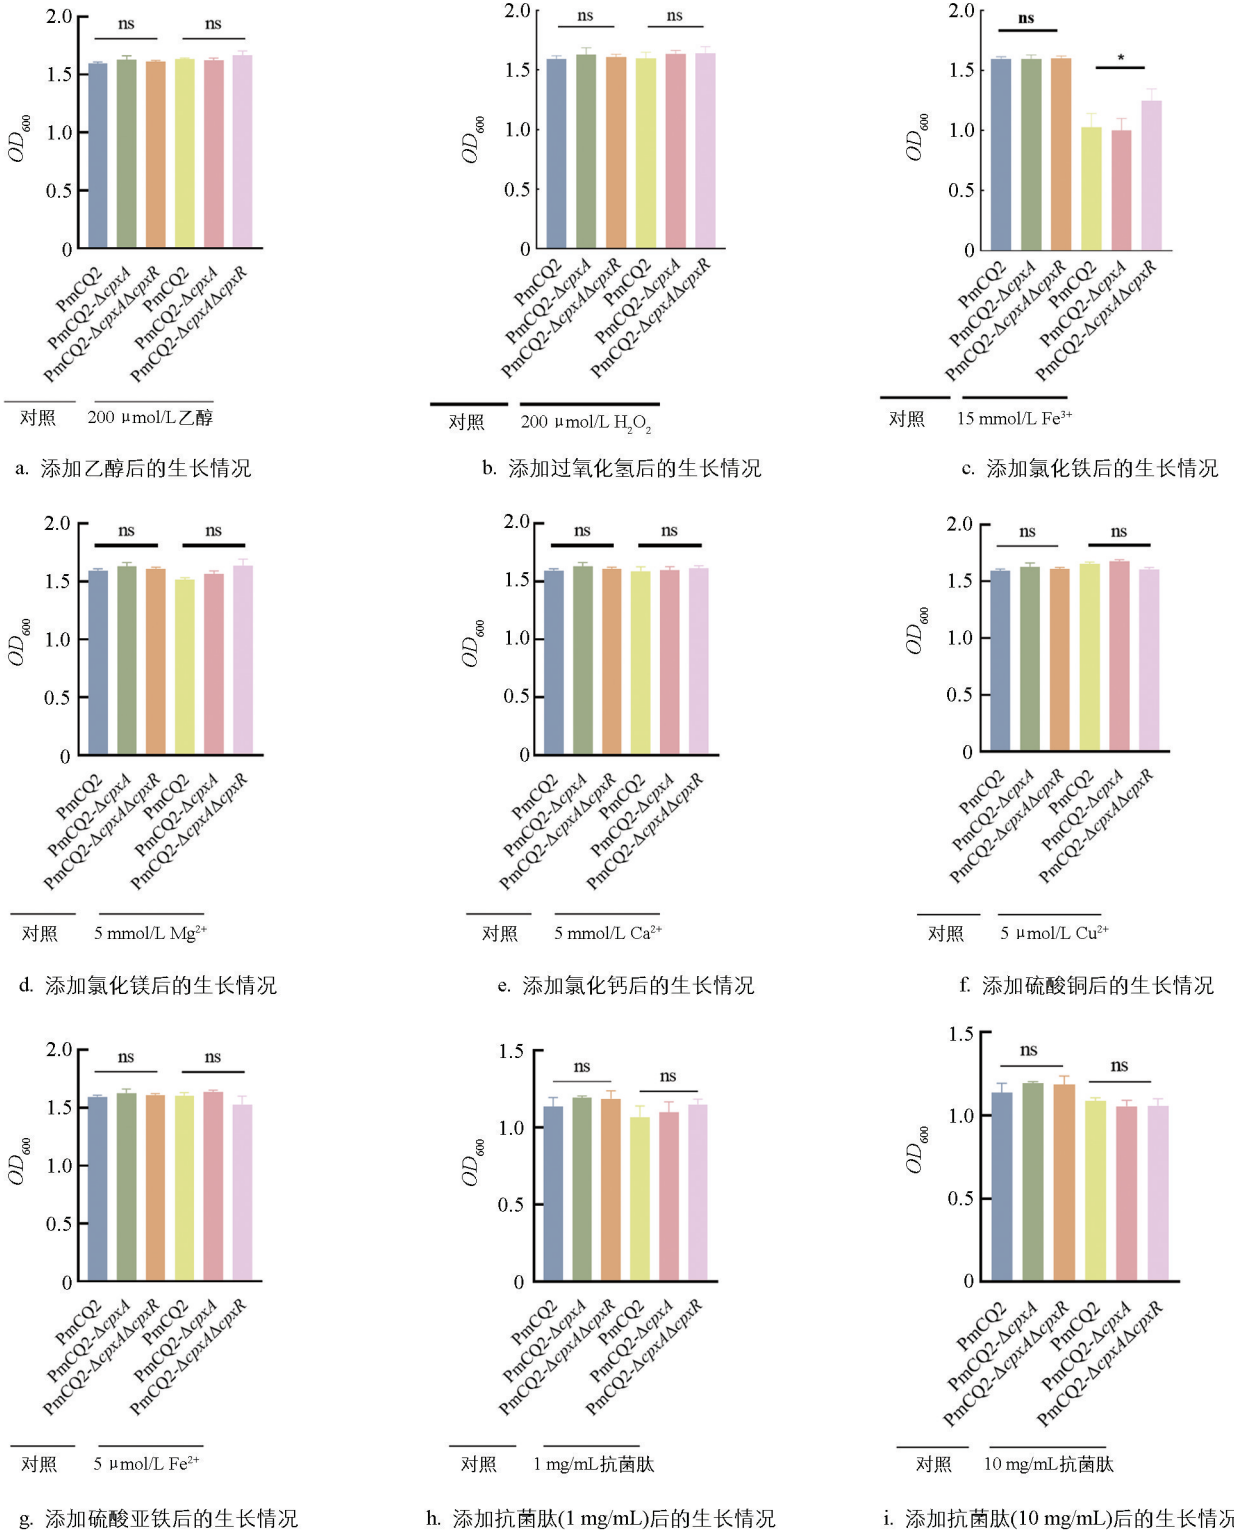 2.0
1.5
1.0
0.5
0
OD600
ns
ns
PmCQ2
PmCQ2-ΔcpxA
PmCQ2-ΔcpxAΔcpxR
PmCQ2
PmCQ2-ΔcpxA
PmCQ2-ΔcpxAΔcpxR
对照
200 μmol/L乙醇
a. 添加乙醇后的生长情况
2.0
1.5
1.0
0.5
0
OD600
ns
ns
PmCQ2
PmCQ2-ΔcpxA
PmCQ2-ΔcpxAΔcpxR
PmCQ2
PmCQ2-ΔcpxA
PmCQ2-ΔcpxAΔcpxR
对照
200 μmol/L H2O2
b. 添加过氧化氢后的生长情况
2.0
1.5
1.0
0.5
0
OD600
ns
*
PmCQ2
PmCQ2-ΔcpxA
PmCQ2-ΔcpxAΔcpxR
PmCQ2
PmCQ2-ΔcpxA
PmCQ2-ΔcpxAΔcpxR
对照
15 mmol/L Fe3+
c. 添加氯化铁后的生长情况
2.0
1.5
1.0
0.5
0
OD600
ns
ns
PmCQ2
PmCQ2-ΔcpxA
PmCQ2-ΔcpxAΔcpxR
PmCQ2
PmCQ2-ΔcpxA
PmCQ2-ΔcpxAΔcpxR
对照
5 mmol/L Mg2+
d. 添加氯化镁后的生长情况
2.0
1.5
1.0
0.5
0
OD600
ns
ns
PmCQ2
PmCQ2-ΔcpxA
PmCQ2-ΔcpxAΔcpxR
PmCQ2
PmCQ2-ΔcpxA
PmCQ2-ΔcpxAΔcpxR
对照
5 mmol/L Ca2+
e. 添加氯化钙后的生长情况
2.0
1.5
1.0
0.5
0
OD600
ns
ns
PmCQ2
PmCQ2-ΔcpxA
PmCQ2-ΔcpxAΔcpxR
PmCQ2
PmCQ2-ΔcpxA
PmCQ2-ΔcpxAΔcpxR
对照
5 μmol/L Cu2+
f. 添加硫酸铜后的生长情况
2.0
1.5
1.0
0.5
0
OD600
ns
ns
PmCQ2
PmCQ2-ΔcpxA
PmCQ2-ΔcpxAΔcpxR
PmCQ2
PmCQ2-ΔcpxA
PmCQ2-ΔcpxAΔcpxR
对照
5 μmol/L Fe2+
g. 添加硫酸亚铁后的生长情况
1.5
1.0
0.5
0
OD600
ns
ns
PmCQ2
PmCQ2-ΔcpxA
PmCQ2-ΔcpxAΔcpxR
PmCQ2
PmCQ2-ΔcpxA
PmCQ2-ΔcpxAΔcpxR
对照
1 mg/mL抗菌肽
h. 添加抗菌肽(1 mg/mL)后的生长情况
1.5
1.0
0.5
0
OD600
ns
ns
PmCQ2
PmCQ2-ΔcpxA
PmCQ2-ΔcpxAΔcpxR
PmCQ2
PmCQ2-ΔcpxA
PmCQ2-ΔcpxAΔcpxR
对照
10 mg/mL抗菌肽
i. 添加抗菌肽(10 mg/mL)后的生长情况